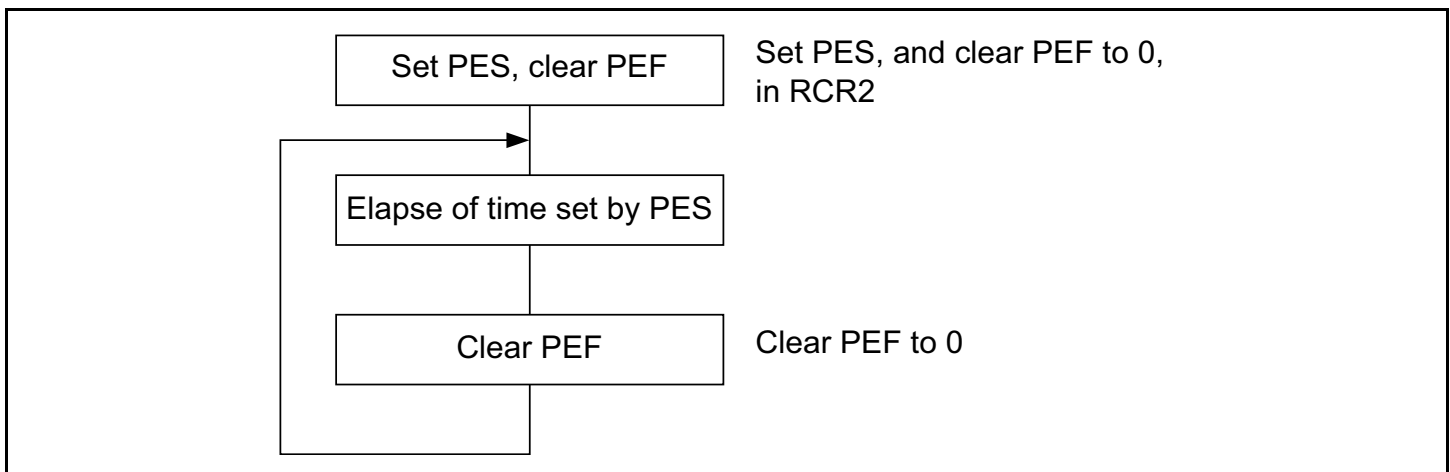 Set PES, clear PEF
Set PES, and clear PEF to 0,
in RCR2
Elapse of time set by PES
Clear PEF
Clear PEF to 0